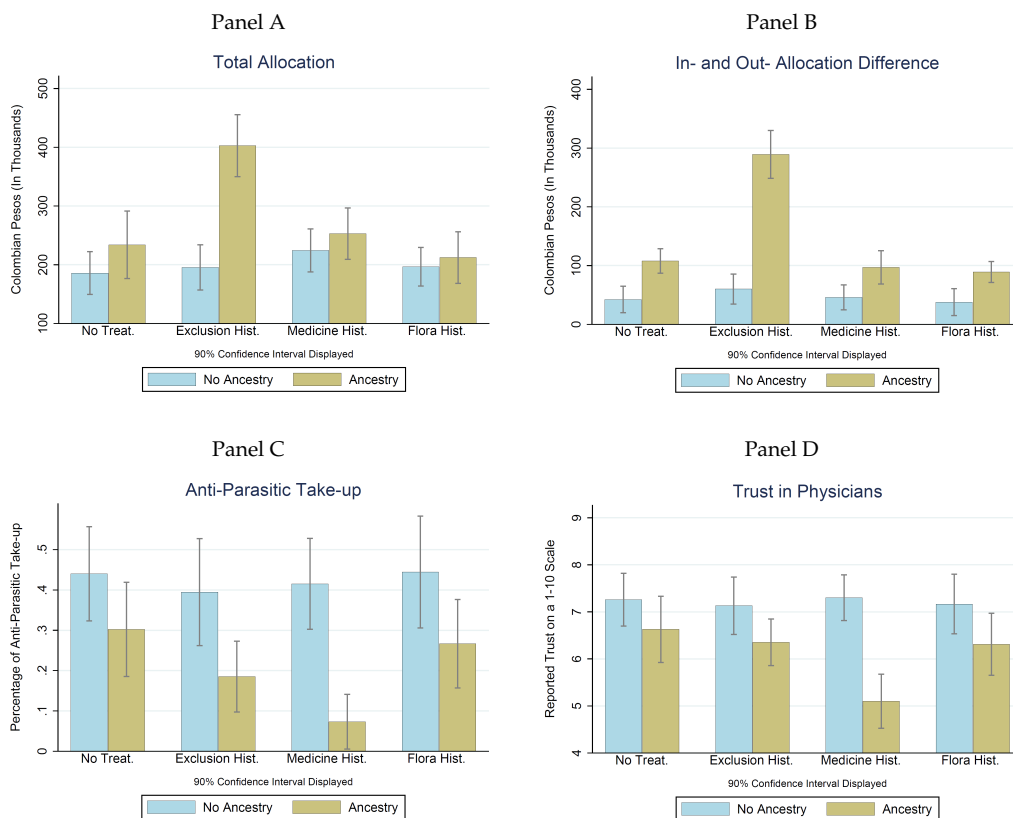 Panel A
Total Allocation
Colombian Pesos (In Thousands)
500
400
300
200
100
No Treat. Exclusion Hist. Medicine Hist. Flora Hist.
90% Confidence Interval Displayed
No Ancestry Ancestry
Panel B
In- and Out- Allocation Difference
Colombian Pesos (In Thousands)
400
300
200
100
0
No Treat. Exclusion Hist. Medicine Hist. Flora Hist.
90% Confidence Interval Displayed
No Ancestry Ancestry
Panel C
Anti-Parasitic Take-up
Percentage of Anti-Parasitic Take-up
.5
.4
.3
.2
.1
0
No Treat. Exclusion Hist. Medicine Hist. Flora Hist.
90% Confidence Interval Displayed
No Ancestry Ancestry
Panel D
Trust in Physicians
Reported Trust on a 1-10 Scale
9
8
7
6
5
4
No Treat. Exclusion Hist. Medicine Hist. Flora Hist.
90% Confidence Interval Displayed
No Ancestry Ancestry